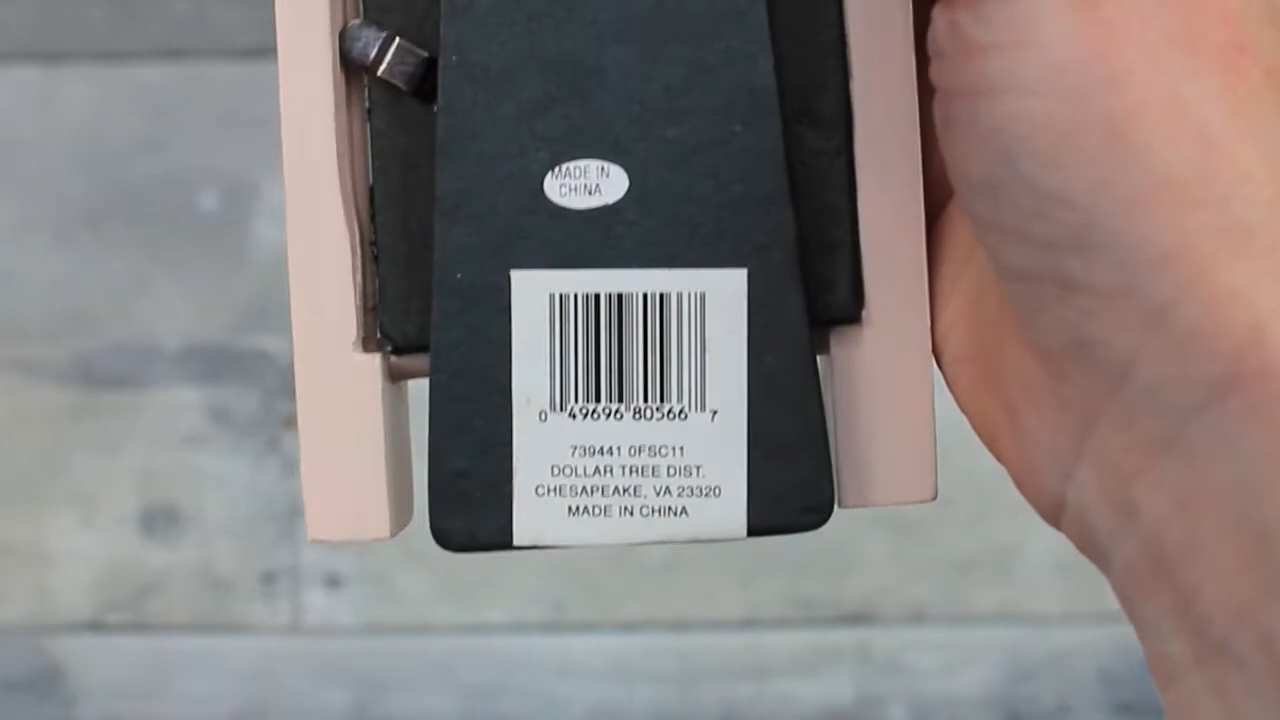 MADE IN
CHINA
0 49696 80566 7
739441 0FSC11
DOLLAR TREE DIST.
CHESAPEAKE, VA 23320
MADE IN CHINA